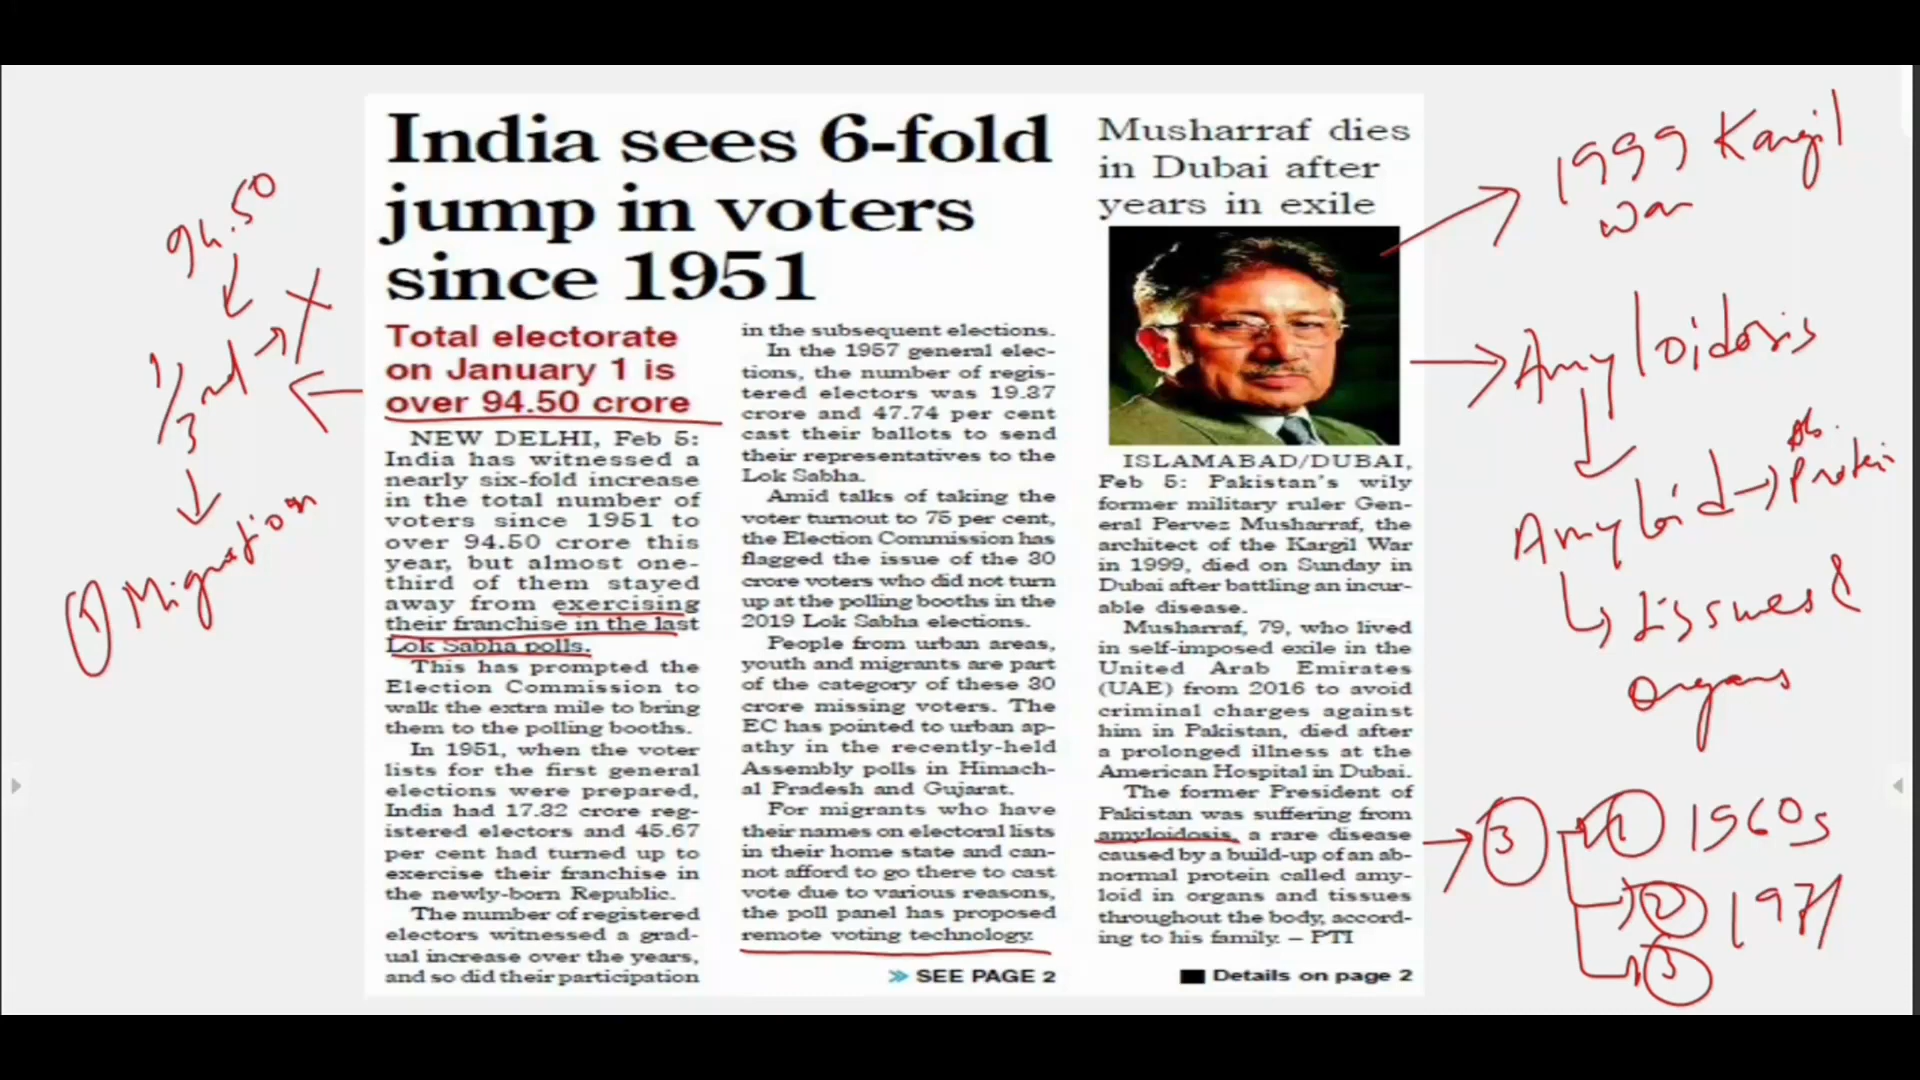 India sees 6-fold
jump in voters
since 1951
Total electorate
on January 1 is
over 94.50 crore
NEW DELHI, Feb 5:
India has witnessed a
nearly six-fold increase
in the total number of
voters since 1951 to
over 94.50 crore this
year, but almost one-
third of them stayed
away from exercising
their franchise in the last
Lok Sabha polls.
This has prompted the
Election Commission to
walk the extra mile to bring
them to the polling booths.
In 1951, when the voter
lists for the first general
elections were prepared,
India had 17.32 crore reg-
istered electors and 45.67
per cent had turned up to
exercise their franchise in
the newly-born Republic.
The number of registered
electors witnessed a grad-
ual increase over the years,
and so did their participation
in the subsequent elections.
In the 1957 general elec-
tions, the number of regis-
tered electors was 19.37
crore and 47.74 per cent
cast their ballots to send
their representatives to the
Lok Sabha.
Amid talks of taking the
voter turnout to 75 per cent,
the Election Commission has
flagged the issue of the 30
crore voters who did not turn
up at the polling booths in the
2019 Lok Sabha elections.
People from urban areas,
youth and migrants are part
of the category of these 30
crore missing voters. The
EC has pointed to urban ap-
athy in the recently-held
Assembly polls in Himach-
al Pradesh and Gujarat.
For migrants who have
their names on electoral lists
in their home state and can-
not afford to go there to cast
vote due to various reasons,
the poll panel has proposed
remote voting technology.
>> SEE PAGE 2
Musharraf dies
in Dubai after
years in exile
ISLAMABAD/DUBAI,
Feb 5: Pakistan's wily
former military ruler Gen-
eral Pervez Musharraf, the
architect of the Kargil War
in 1999, died on Sunday in
Dubai after battling an incur-
able disease.
Musharraf, 79, who lived
in self-imposed exile in the
United Arab Emirates
(UAE) from 2016 to avoid
criminal charges against
him in Pakistan, died after
a prolonged illness at the
American Hospital in Dubai.
The former President of
Pakistan was suffering from
amyloidosis, a rare disease
caused by a build-up of an ab-
normal protein called amy-
loid in organs and tissues
throughout the body, accord-
ing to his family. – PTI
■ Details on page 2
94.50
1/3rd → X
① Migration
1999 Kargil
War
Amyloidosis
Ab.
Amyloid → Protein
tissues &
organs
③ ① 1960s
② 1971
③